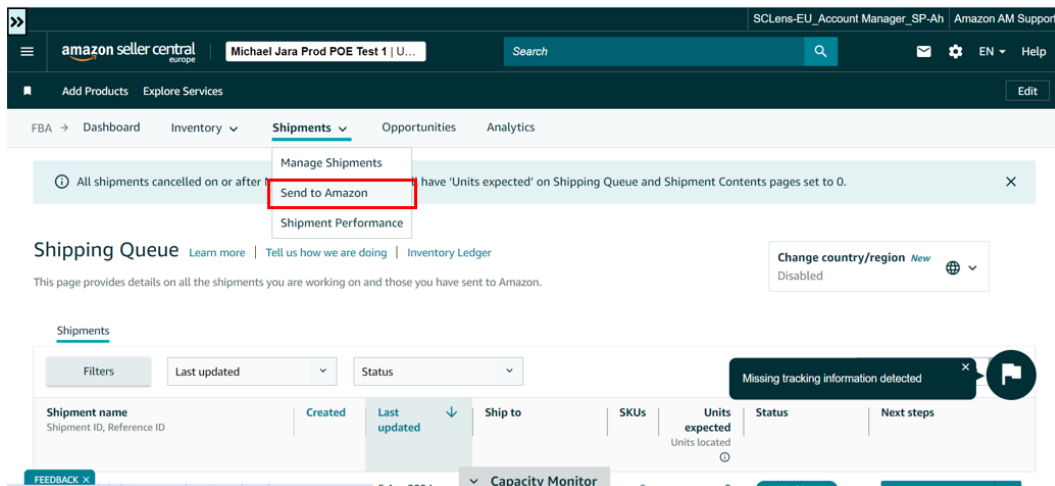 SCLens-EU_Account Manager_SP-Ah Amazon AM Support
amazon seller central
europe
Michael Jara Prod POE Test 1 | U...
Search
EN
Help
Add Products Explore Services
Edit
FBA → Dashboard Inventory Shipments Opportunities Analytics
Manage Shipments
All shipments cancelled on or after
have 'Units expected' on Shipping Queue and Shipment Contents pages set to 0.
Send to Amazon
Shipment Performance
Shipping Queue Learn more | Tell us how we are doing | Inventory Ledger
Change country/region New
Disabled
This page provides details on all the shipments you are working on and those you have sent to Amazon.
Shipments
Filters Last updated Status
Missing tracking information detected
Shipment name
Shipment ID, Reference ID
Created
Last
updated
Ship to
SKUs
Units
expected
Units located
Status
Next steps
FEEDBACK
Capacity Monitor